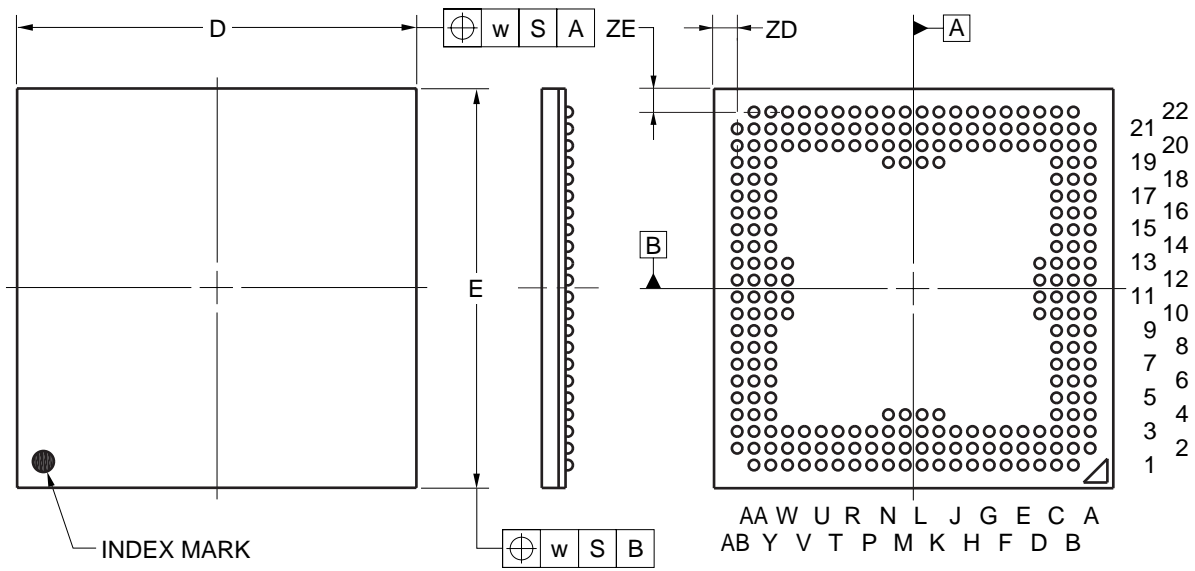 D
w S A
ZE
ZD
A
E
B
22
21
20
19
18
17
16
15
14
13
12
11
10
9
8
7
6
5
4
3
2
1
AA W U R N L J G E C A
AB Y V T P M K H F D B
INDEX MARK
w S B